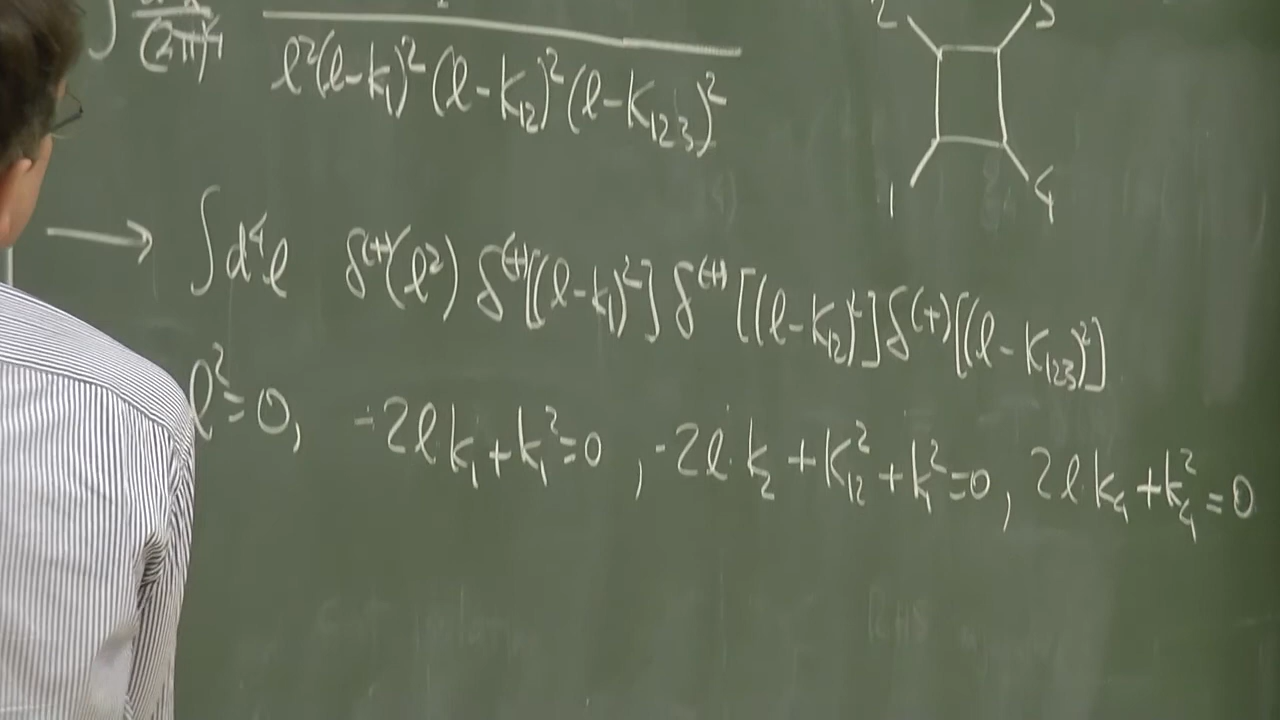 ∫ (2π)⁴ ℓ²(ℓ-k₁)²(ℓ-K₁₂)²(ℓ-K₁₂₃)²
2 3
1 4
⟶ ∫d⁴ℓ δ⁽⁺⁾(ℓ²) δ⁽⁺⁾[(ℓ-k₁)²] δ⁽⁺⁾[(ℓ-K₁₂)²] δ⁽⁺⁾[(ℓ-K₁₂₃)²]
ℓ²=0, -2ℓ·k₁+k₁²=0, -2ℓ·k₂+K₁₂²+k₁²=0, 2ℓ·k₄+k₄²=0